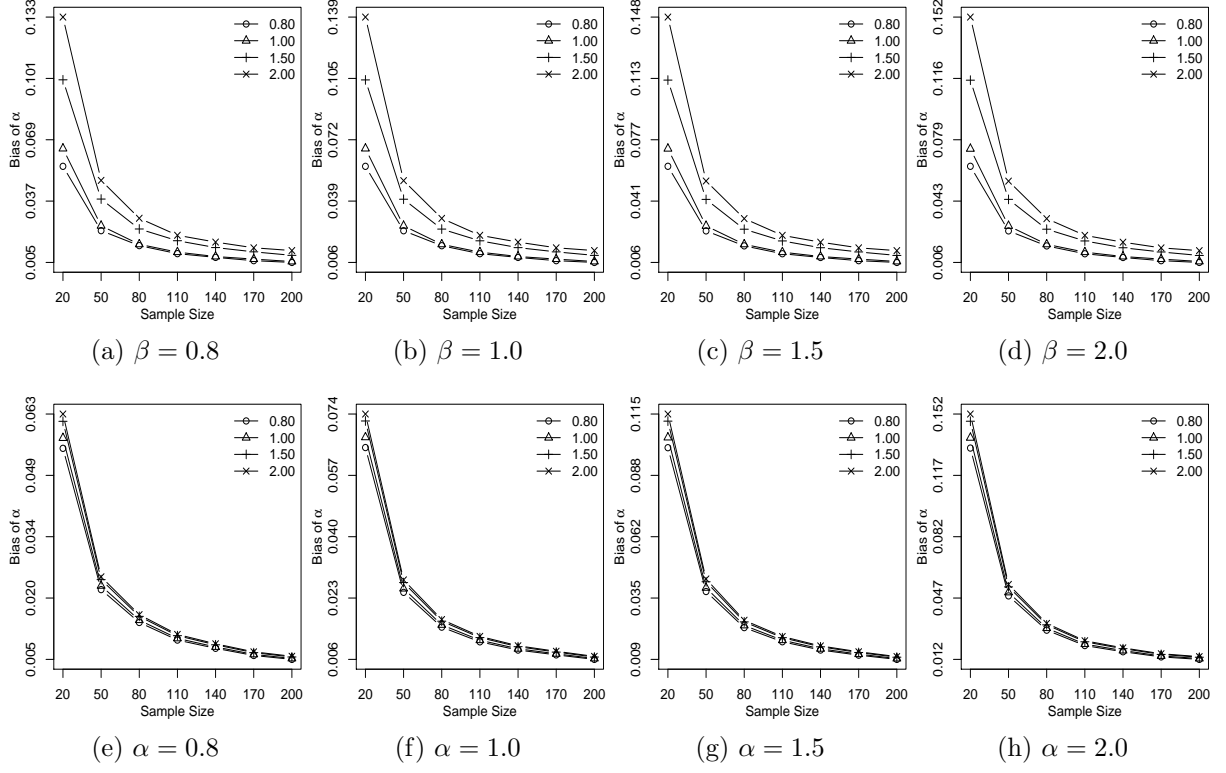 0.133
0.101
0.069
0.037
0.005
Bias of α
20 50 80 110 140 170 200
Sample Size
0.80
1.00
1.50
2.00
(a) β = 0.8
0.139
0.105
0.072
0.039
0.006
Bias of α
20 50 80 110 140 170 200
Sample Size
0.80
1.00
1.50
2.00
(b) β = 1.0
0.148
0.113
0.077
0.041
0.006
Bias of α
20 50 80 110 140 170 200
Sample Size
0.80
1.00
1.50
2.00
(c) β = 1.5
0.152
0.116
0.079
0.043
0.006
Bias of α
20 50 80 110 140 170 200
Sample Size
0.80
1.00
1.50
2.00
(d) β = 2.0
0.063
0.049
0.034
0.020
0.005
Bias of α
20 50 80 110 140 170 200
Sample Size
0.80
1.00
1.50
2.00
(e) α = 0.8
0.074
0.057
0.040
0.023
0.006
Bias of α
20 50 80 110 140 170 200
Sample Size
0.80
1.00
1.50
2.00
(f) α = 1.0
0.115
0.088
0.062
0.035
0.009
Bias of α
20 50 80 110 140 170 200
Sample Size
0.80
1.00
1.50
2.00
(g) α = 1.5
0.152
0.117
0.082
0.047
0.012
Bias of α
20 50 80 110 140 170 200
Sample Size
0.80
1.00
1.50
2.00
(h) α = 2.0